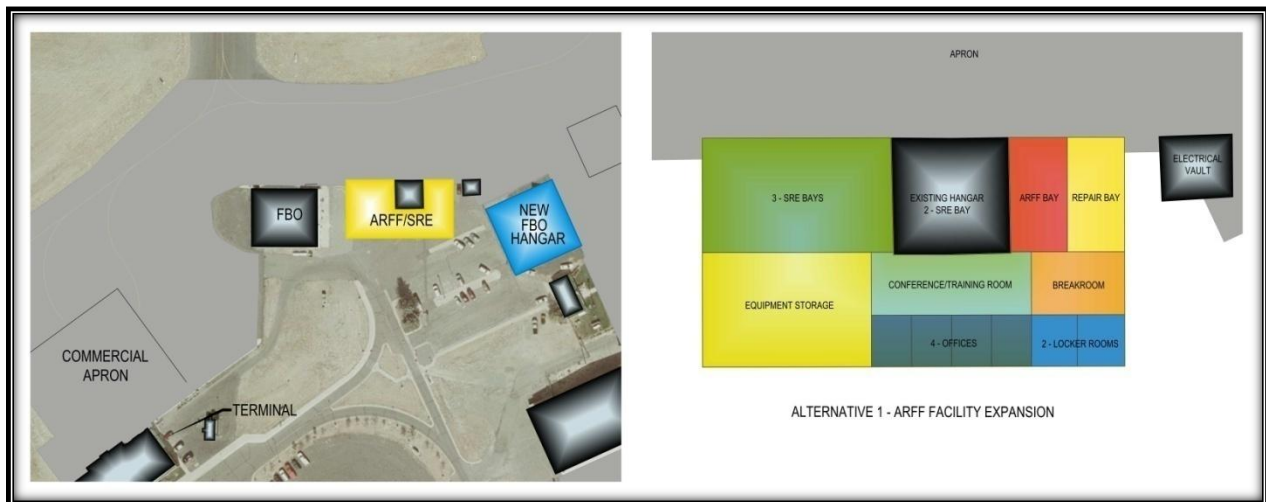 FBO
ARFF/SRE
NEW
FBO
HANGAR
COMMERCIAL
APRON
TERMINAL
APRON
3 - SRE BAYS
EXISTING HANGAR
2 - SRE BAY
ARFF BAY
REPAIR BAY
ELECTRICAL
VAULT
EQUIPMENT STORAGE
CONFERENCE/TRAINING ROOM
BREAKROOM
4 - OFFICES
2 - LOCKER ROOMS
ALTERNATIVE 1 - ARFF FACILITY EXPANSION